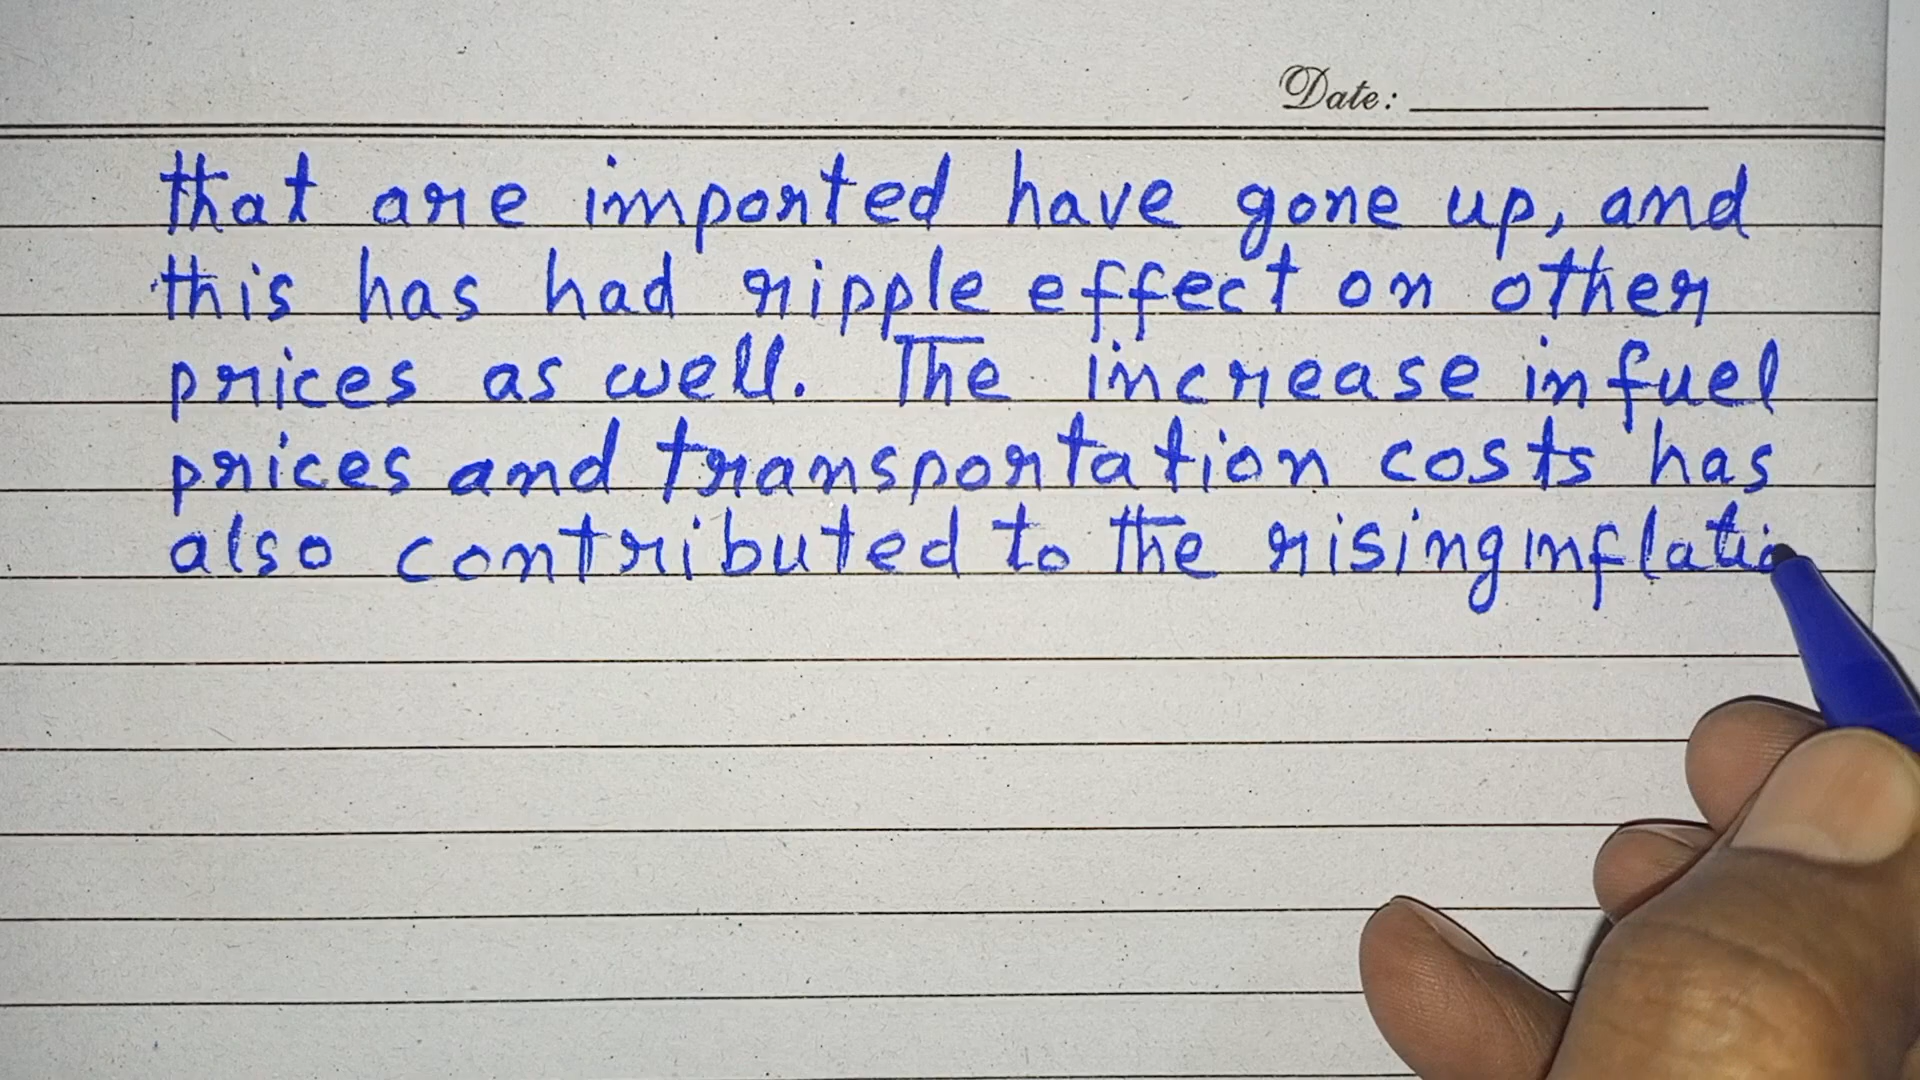 Date:
that are imported have gone up, and
this has had ripple effect on other
prices as well. The increase in fuel
prices and transportation costs has
also contributed to the rising inflatio